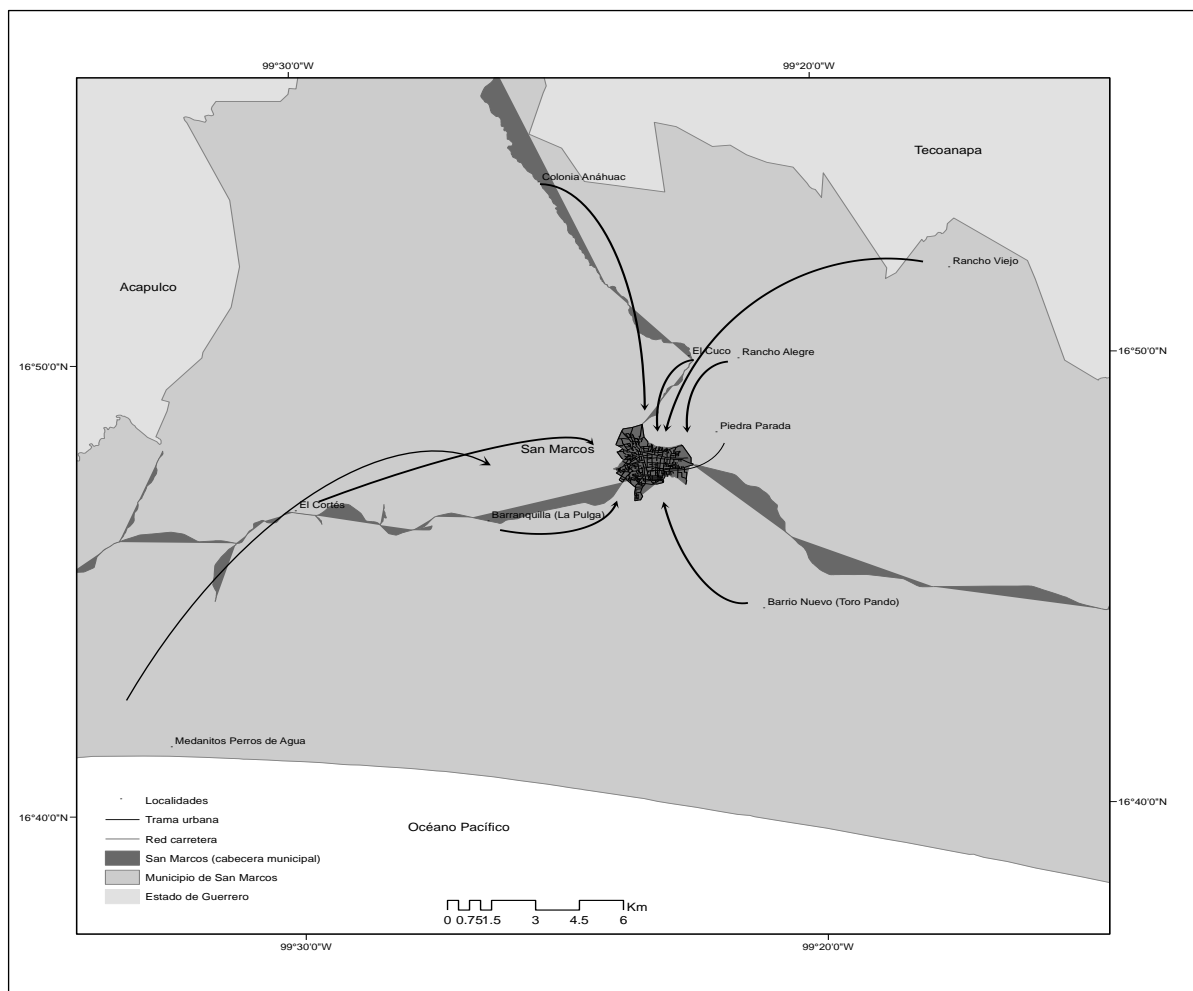 99°30'0"W
99°20'0"W
Tecoanapa
Colonia Anáhuac
Rancho Viejo
Acapulco
16°50'0"N
El Cuco
Rancho Alegre
16°50'0"N
Piedra Parada
San Marcos
El Cortés
Barranquilla (La Pulga)
Barrio Nuevo (Toro Pando)
Medanitos Perros de Agua
16°40'0"N
16°40'0"N
Océano Pacífico
Localidades
Trama urbana
Red carretera
San Marcos (cabecera municipal)
Municipio de San Marcos
Estado de Guerrero
Km
0 0.75 1.5 3 4.5 6
99°30'0"W
99°20'0"W